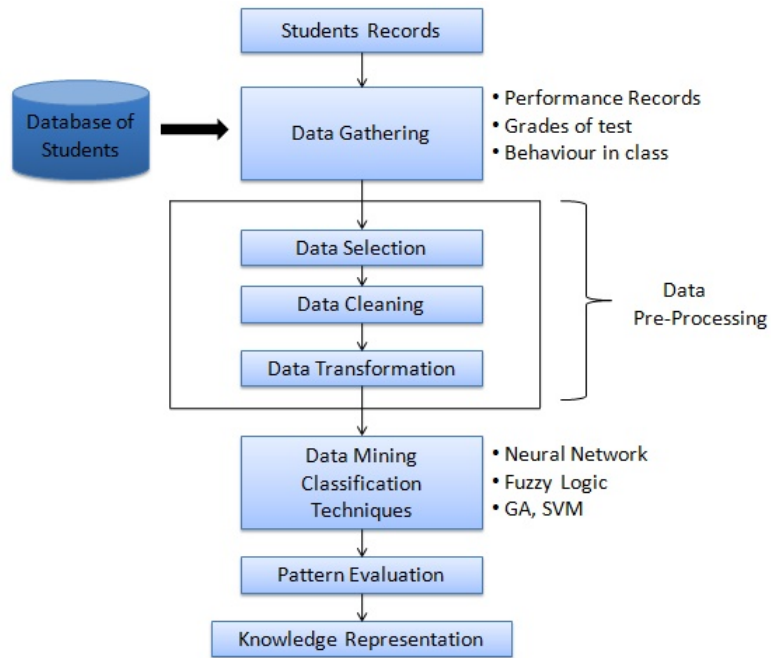 Students Records
Database of
Students
Data Gathering
• Performance Records
• Grades of test
• Behaviour in class
Data Selection
Data Cleaning
Data Transformation
Data
Pre-Processing
Data Mining
Classification
Techniques
• Neural Network
• Fuzzy Logic
• GA, SVM
Pattern Evaluation
Knowledge Representation